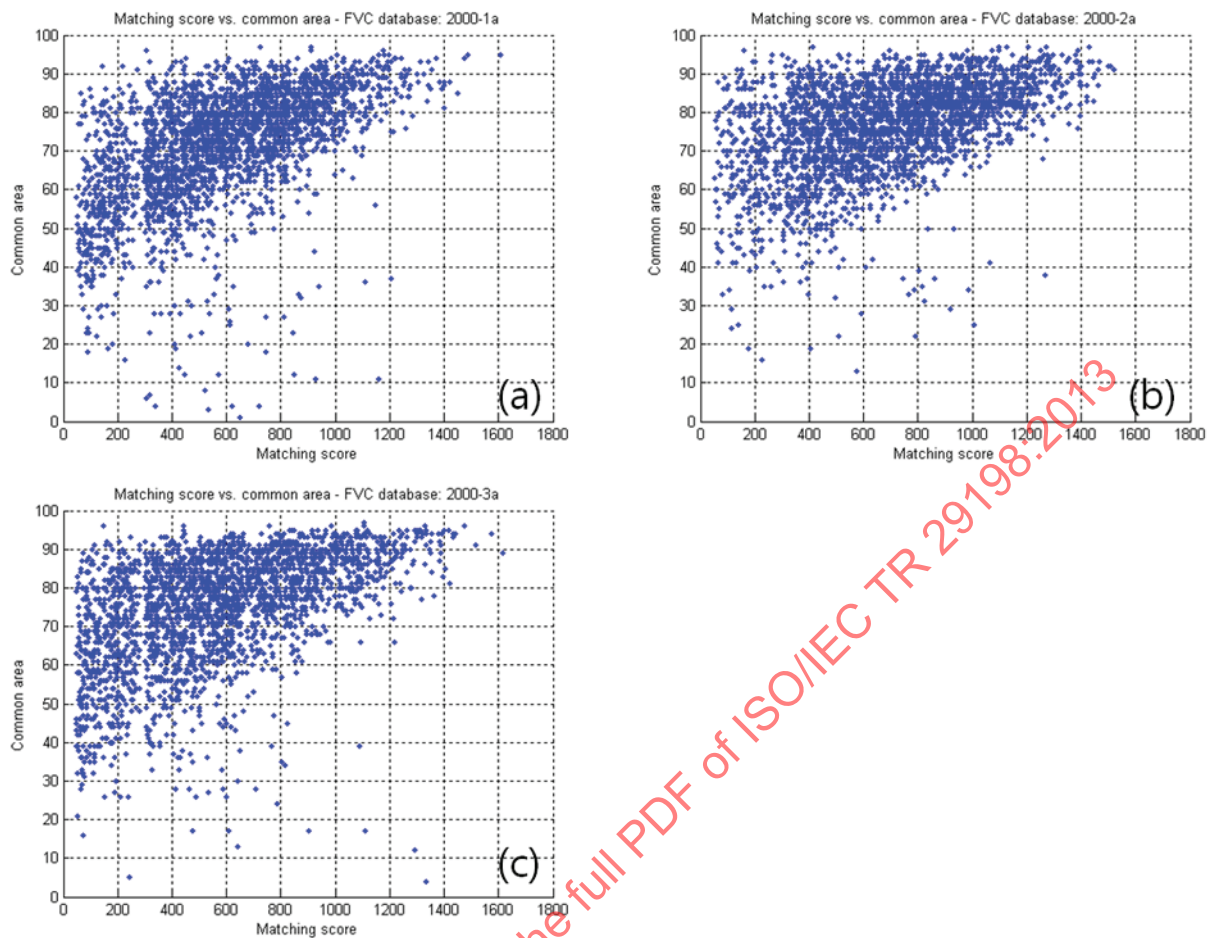 Matching score vs. common area - FVC database: 2000-1a
100
90
80
70
60
50
40
30
20
10
0
Common area
0 200 400 600 800 1000 1200 1400 1600 1800
Matching score
(a)
Matching score vs. common area - FVC database: 2000-2a
100
90
80
70
60
50
40
30
20
10
0
Common area
0 200 400 600 800 1000 1200 1400 1600 1800
Matching score
(b)
Matching score vs. common area - FVC database: 2000-3a
100
90
80
70
60
50
40
30
20
10
0
Common area
0 200 400 600 800 1000 1200 1400 1600 1800
Matching score
(c)
the full PDF of ISO/IEC TR 29198:2013